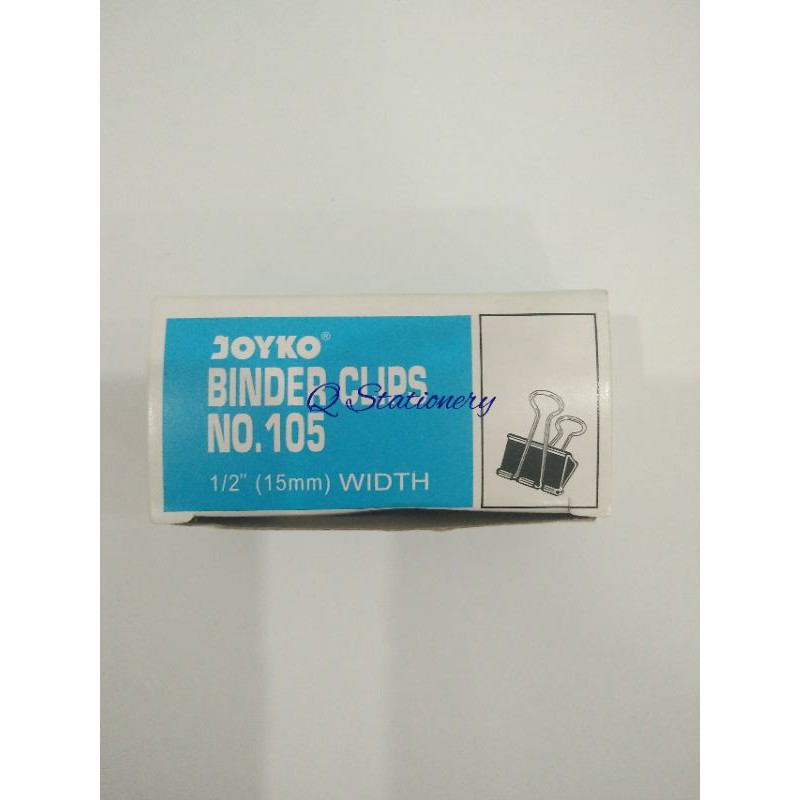 JOYKO®
BINDER CLIPS
Q Stationery
NO.105
1/2" (15mm) WIDTH